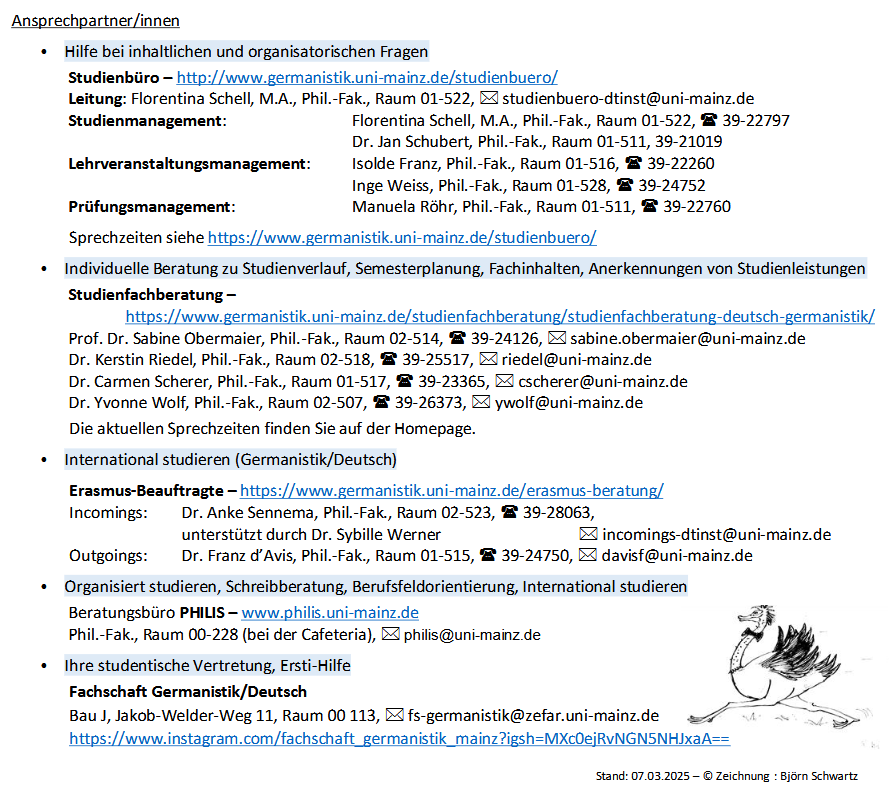 Ansprechpartner/innen
• Hilfe bei inhaltlichen und organisatorischen Fragen
Studienbüro – http://www.germanistik.uni-mainz.de/studienbuero/
Leitung: Florentina Schell, M.A., Phil.-Fak., Raum 01-522, ✉ studienbuero-dtinst@uni-mainz.de
Studienmanagement: Florentina Schell, M.A., Phil.-Fak., Raum 01-522, ☎ 39-22797
Dr. Jan Schubert, Phil.-Fak., Raum 01-511, 39-21019
Lehrveranstaltungsmanagement: Isolde Franz, Phil.-Fak., Raum 01-516, ☎ 39-22260
Inge Weiss, Phil.-Fak., Raum 01-528, ☎ 39-24752
Prüfungsmanagement: Manuela Röhr, Phil.-Fak., Raum 01-511, ☎ 39-22760
Sprechzeiten siehe https://www.germanistik.uni-mainz.de/studienbuero/
• Individuelle Beratung zu Studienverlauf, Semesterplanung, Fachinhalten, Anerkennungen von Studienleistungen
Studienfachberatung –
https://www.germanistik.uni-mainz.de/studienfachberatung/studienfachberatung-deutsch-germanistik/
Prof. Dr. Sabine Obermaier, Phil.-Fak., Raum 02-514, ☎ 39-24126, ✉ sabine.obermaier@uni-mainz.de
Dr. Kerstin Riedel, Phil.-Fak., Raum 02-518, ☎ 39-25517, ✉ riedel@uni-mainz.de
Dr. Carmen Scherer, Phil.-Fak., Raum 01-517, ☎ 39-23365, ✉ cscherer@uni-mainz.de
Dr. Yvonne Wolf, Phil.-Fak., Raum 02-507, ☎ 39-26373, ✉ ywolf@uni-mainz.de
Die aktuellen Sprechzeiten finden Sie auf der Homepage.
• International studieren (Germanistik/Deutsch)
Erasmus-Beauftragte – https://www.germanistik.uni-mainz.de/erasmus-beratung/
Incomings: Dr. Anke Sennema, Phil.-Fak., Raum 02-523, ☎ 39-28063,
unterstützt durch Dr. Sybille Werner ✉ incomings-dtinst@uni-mainz.de
Outgoings: Dr. Franz d’Avis, Phil.-Fak., Raum 01-515, ☎ 39-24750, ✉ davisf@uni-mainz.de
• Organisiert studieren, Schreibberatung, Berufsfeldorientierung, International studieren
Beratungsbüro PHILIS – www.philis.uni-mainz.de
Phil.-Fak., Raum 00-228 (bei der Cafeteria), ✉ philis@uni-mainz.de
• Ihre studentische Vertretung, Ersti-Hilfe
Fachschaft Germanistik/Deutsch
Bau J, Jakob-Welder-Weg 11, Raum 00 113, ✉ fs-germanistik@zefar.uni-mainz.de
https://www.instagram.com/fachschaft_germanistik_mainz?igsh=MXc0ejRvNGN5NHJxaA==
Stand: 07.03.2025 – © Zeichnung : Björn Schwartz